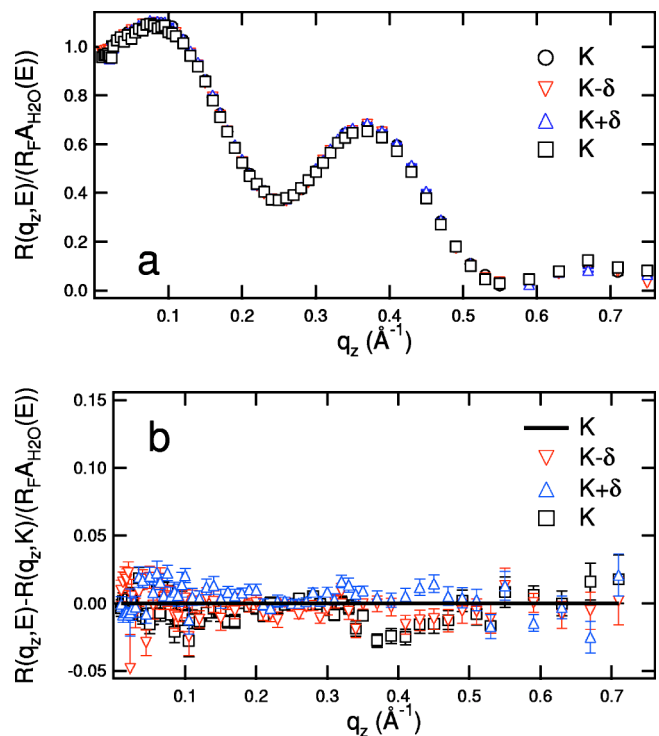 R(q_z,E)/(R_F A_H2O(E))
1.0
0.8
0.6
0.4
0.2
0.0
K
K-δ
K+δ
K
a
0.1 0.2 0.3 0.4 0.5 0.6 0.7
q_z (Å⁻¹)
R(q_z,E)-R(q_z,K)/(R_F A_H2O(E))
0.15
0.10
0.05
0.00
-0.05
b
K
K-δ
K+δ
K
0.1 0.2 0.3 0.4 0.5 0.6 0.7
q_z (Å⁻¹)